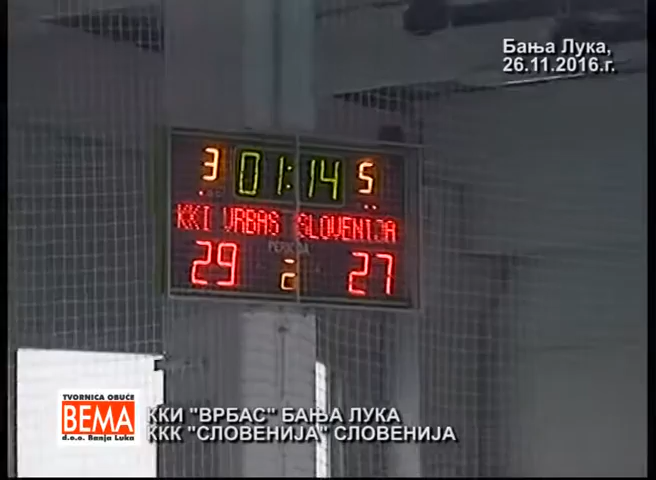 Бања Лука,
26.11.2016.г.
3 01:14 5
KKI VRBAS SLOVENIJA
PERIODA
29 2 27
TVORNICA OBUĆE
BEMA
d.o.o. Banja Luka
ККИ "ВРБАС" БАЊА ЛУКА
ККК "СЛОВЕНИЈА" СЛОВЕНИЈА